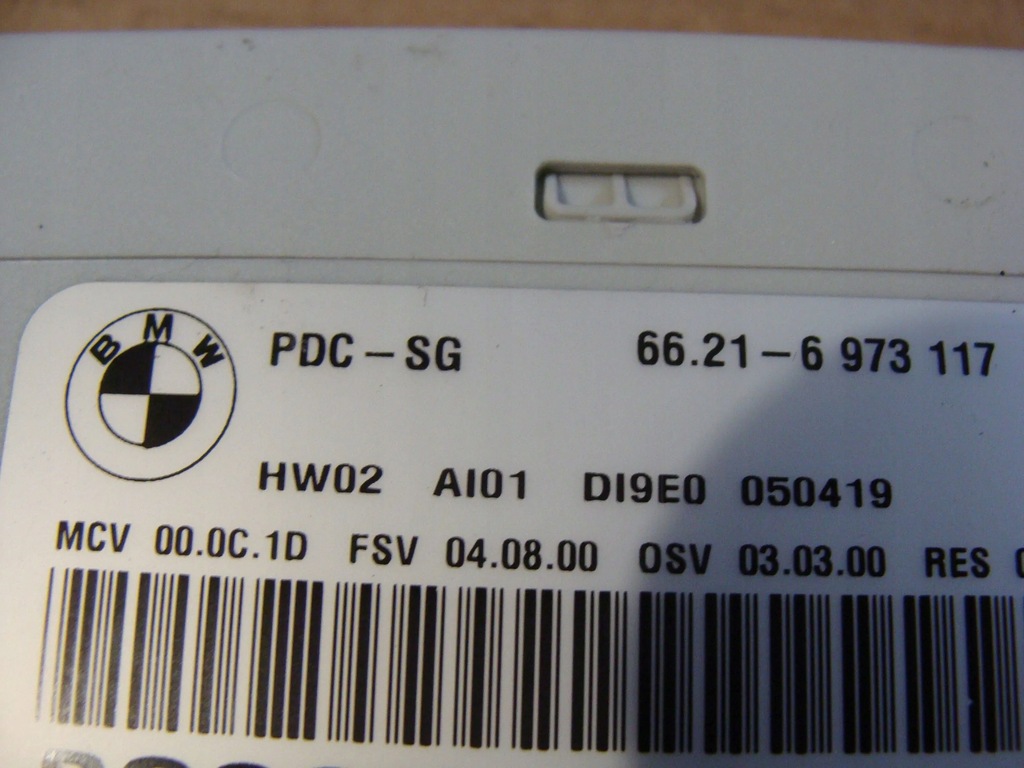 BMW
PDC-SG 66.21-6 973 117
HW02 AI01 DI9E0 050419
MCV 00.0C.1D FSV 04.08.00 OSV 03.03.00 RES